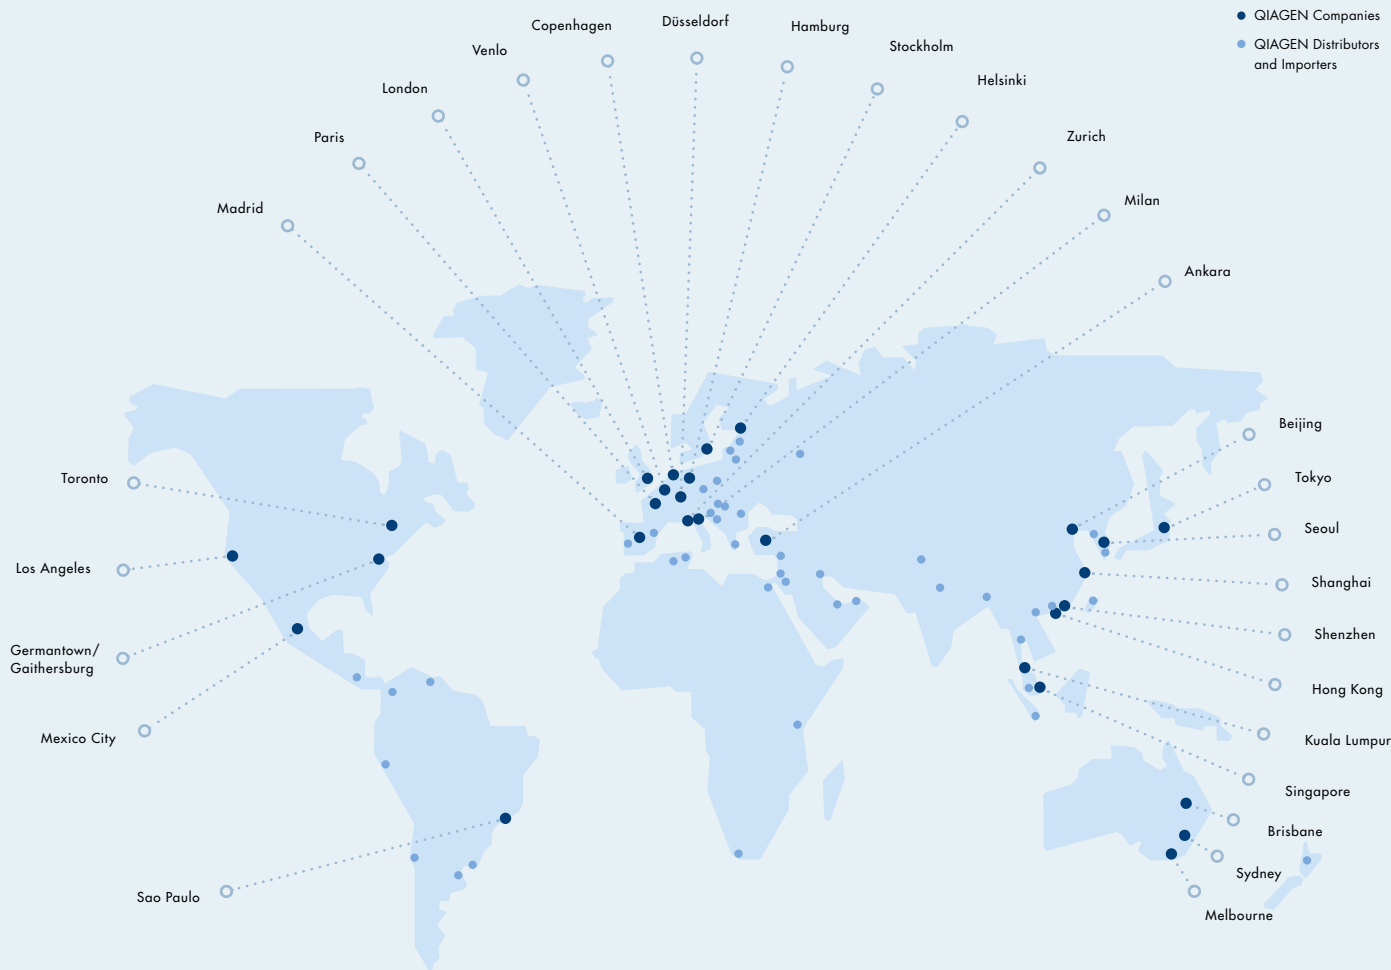 QIAGEN Companies
QIAGEN Distributors
and Importers
Düsseldorf
Copenhagen
Hamburg
Venlo
Stockholm
London
Helsinki
Paris
Zurich
Madrid
Milan
Ankara
Beijing
Toronto
Tokyo
Seoul
Los Angeles
Shanghai
Shenzhen
Germantown/
Gaithersburg
Hong Kong
Mexico City
Kuala Lumpur
Singapore
Brisbane
Sydney
Sao Paulo
Melbourne